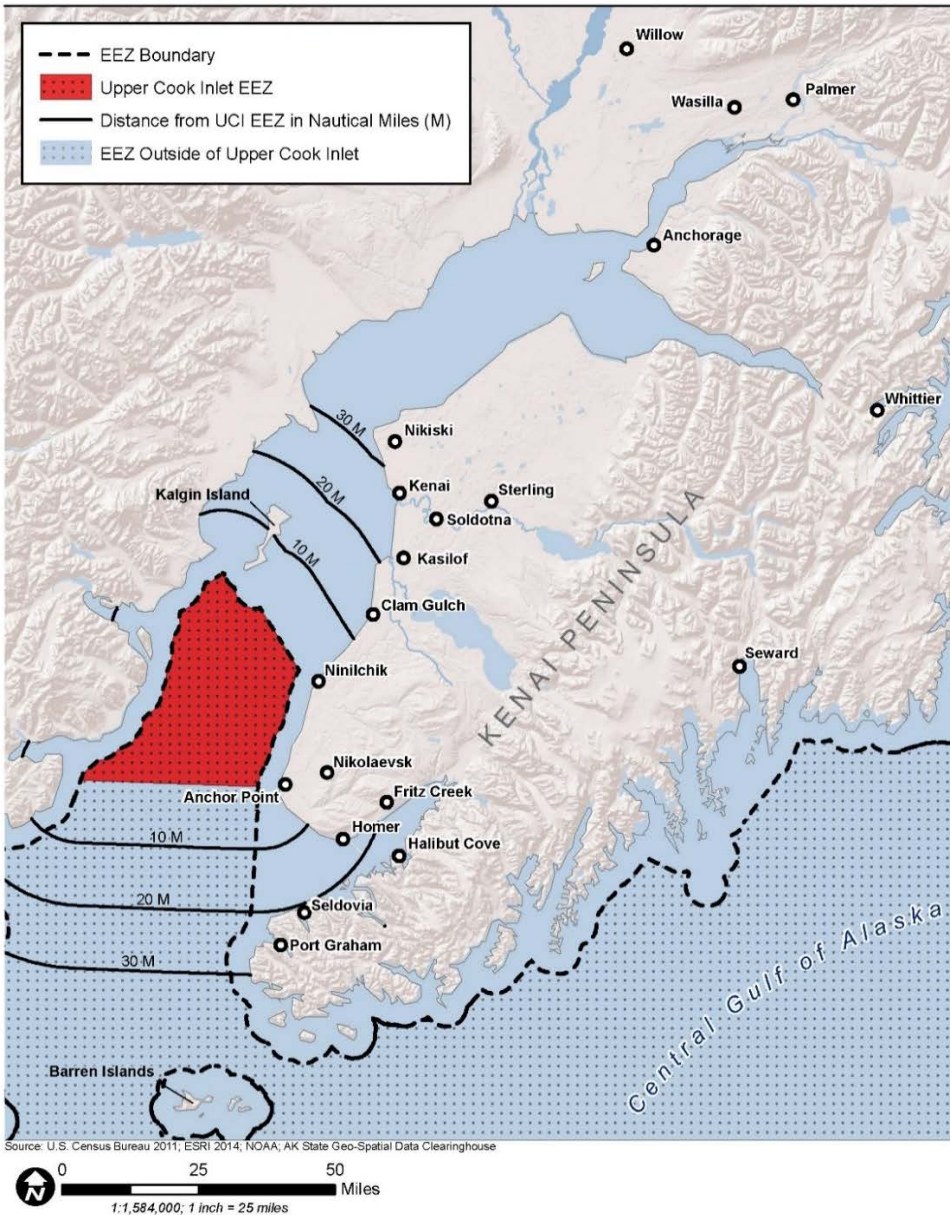 EEZ Boundary
Upper Cook Inlet EEZ
Distance from UCI EEZ in Nautical Miles (M)
EEZ Outside of Upper Cook Inlet
Willow
Wasilla
Palmer
Anchorage
Whittier
30 M
Nikiski
20 M
Kenai
Sterling
Kalgin Island
Soldotna
10 M
Kasilof
KENAI PENINSULA
Clam Gulch
Seward
Ninilchik
Nikolaevsk
Anchor Point
Fritz Creek
10 M
Homer
Halibut Cove
20 M
Seldovia
Port Graham
30 M
Central Gulf of Alaska
Barren Islands
Source: U.S. Census Bureau 2011; ESRI 2014; NOAA; AK State Geo-Spatial Data Clearinghouse
N
0 25 50
Miles
1:1,584,000; 1 inch = 25 miles